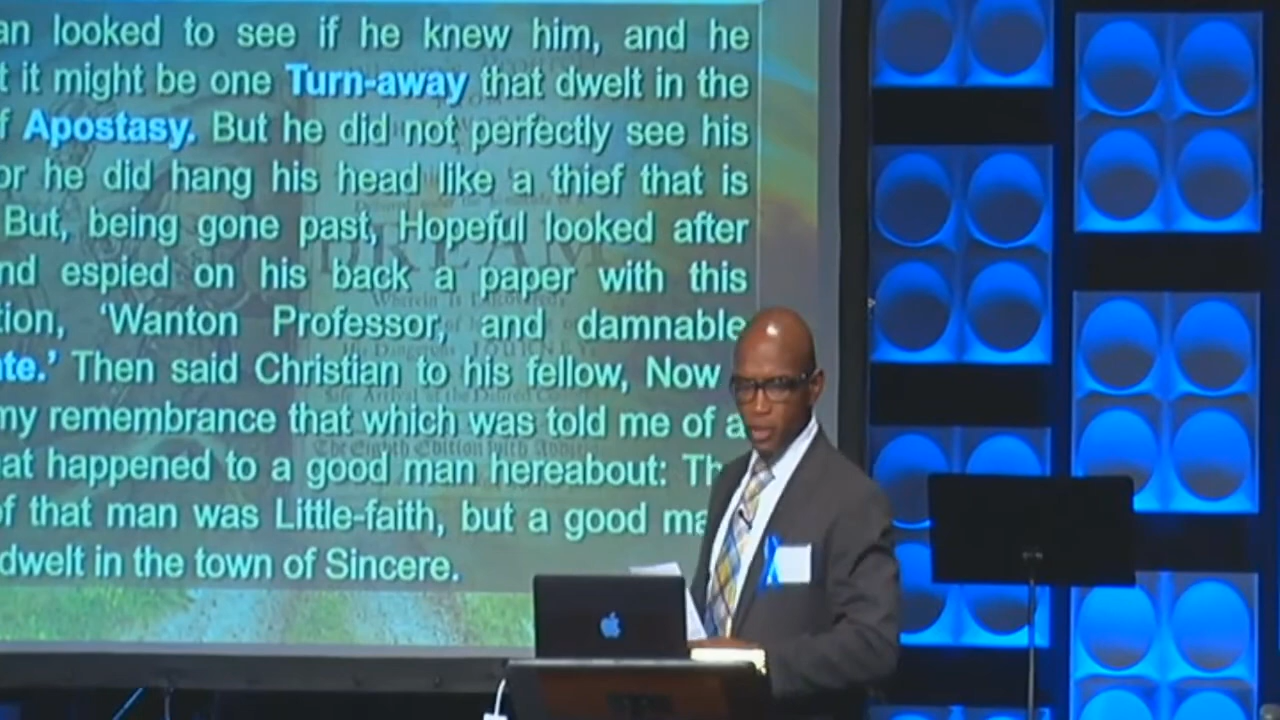 an looked to see if he knew him, and he
t it might be one Turn-away that dwelt in the
f Apostasy. But he did not perfectly see his
or he did hang his head like a thief that is
But, being gone past, Hopeful looked after
nd espied on his back a paper with this
tion, ‘Wanton Professor, and damnable
te.’ Then said Christian to his fellow, Now
my remembrance that which was told me of a
at happened to a good man hereabout: Th
of that man was Little-faith, but a good ma
dwelt in the town of Sincere.
DREAM